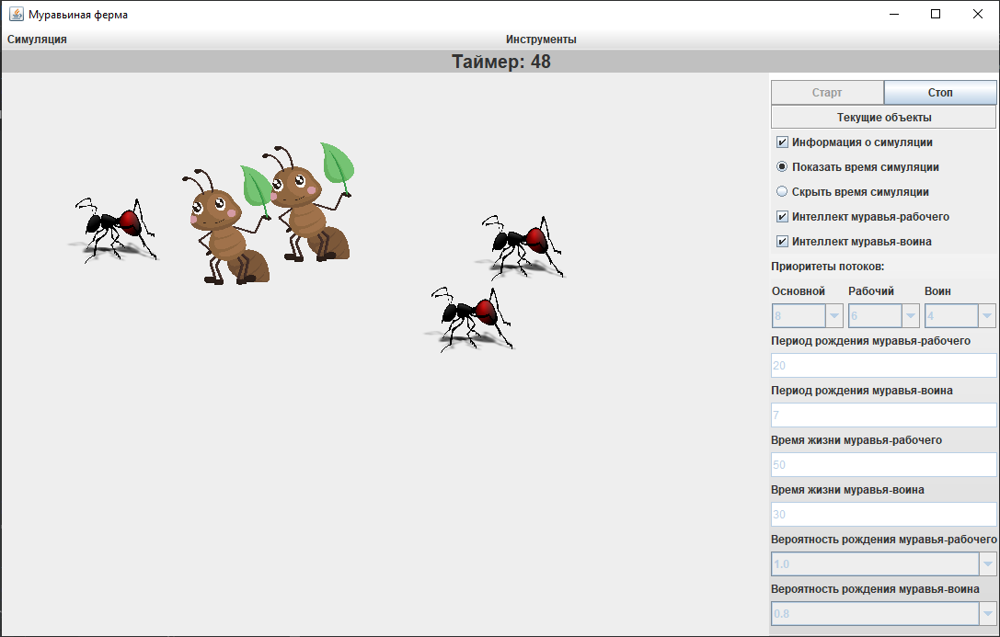 Муравьиная ферма
Симуляция Инструменты
Таймер: 48
Старт Стоп
Текущие объекты
Информация о симуляции
Показать время симуляции
Скрыть время симуляции
Интеллект муравья-рабочего
Интеллект муравья-воина
Приоритеты потоков:
Основной Рабочий Воин
8 6 4
Период рождения муравья-рабочего
20
Период рождения муравья-воина
7
Время жизни муравья-рабочего
50
Время жизни муравья-воина
30
Вероятность рождения муравья-рабочего
1.0
Вероятность рождения муравья-воина
0.8